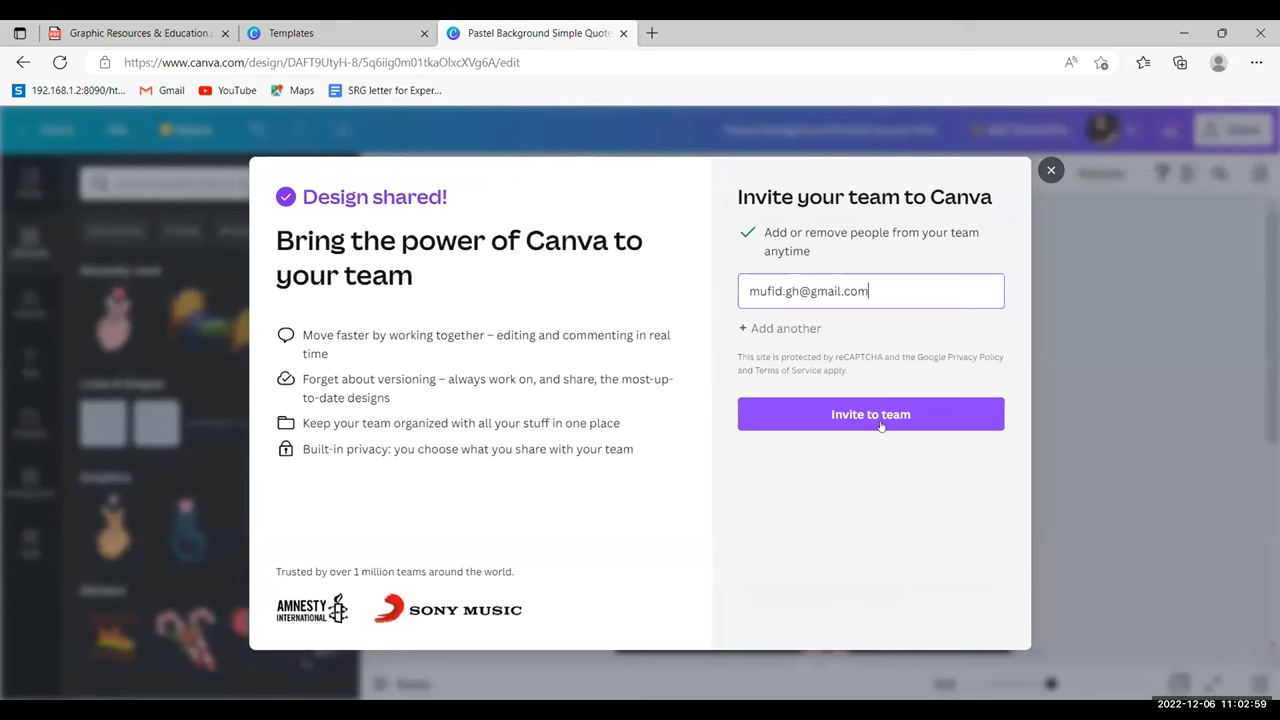 Graphic Resources & Education.
Templates
Pastel Background Simple Quote
https://www.canva.com/design/DAFT9UtyH-8/5q6iig0m01tkaOlxcXVg6A/edit
192.168.1.2:8090/ht...
Gmail
YouTube
Maps
SRG letter for Exper...
Design shared!
Bring the power of Canva to
your team
Move faster by working together – editing and commenting in real
time
Forget about versioning – always work on, and share, the most-up-
to-date designs
Keep your team organized with all your stuff in one place
Built-in privacy: you choose what you share with your team
Trusted by over 1 million teams around the world.
AMNESTY
INTERNATIONAL
SONY MUSIC
Invite your team to Canva
Add or remove people from your team
anytime
mufid.gh@gmail.com
+ Add another
This site is protected by reCAPTCHA and the Google Privacy Policy
and Terms of Service apply.
Invite to team
2022-12-06 11:02:59